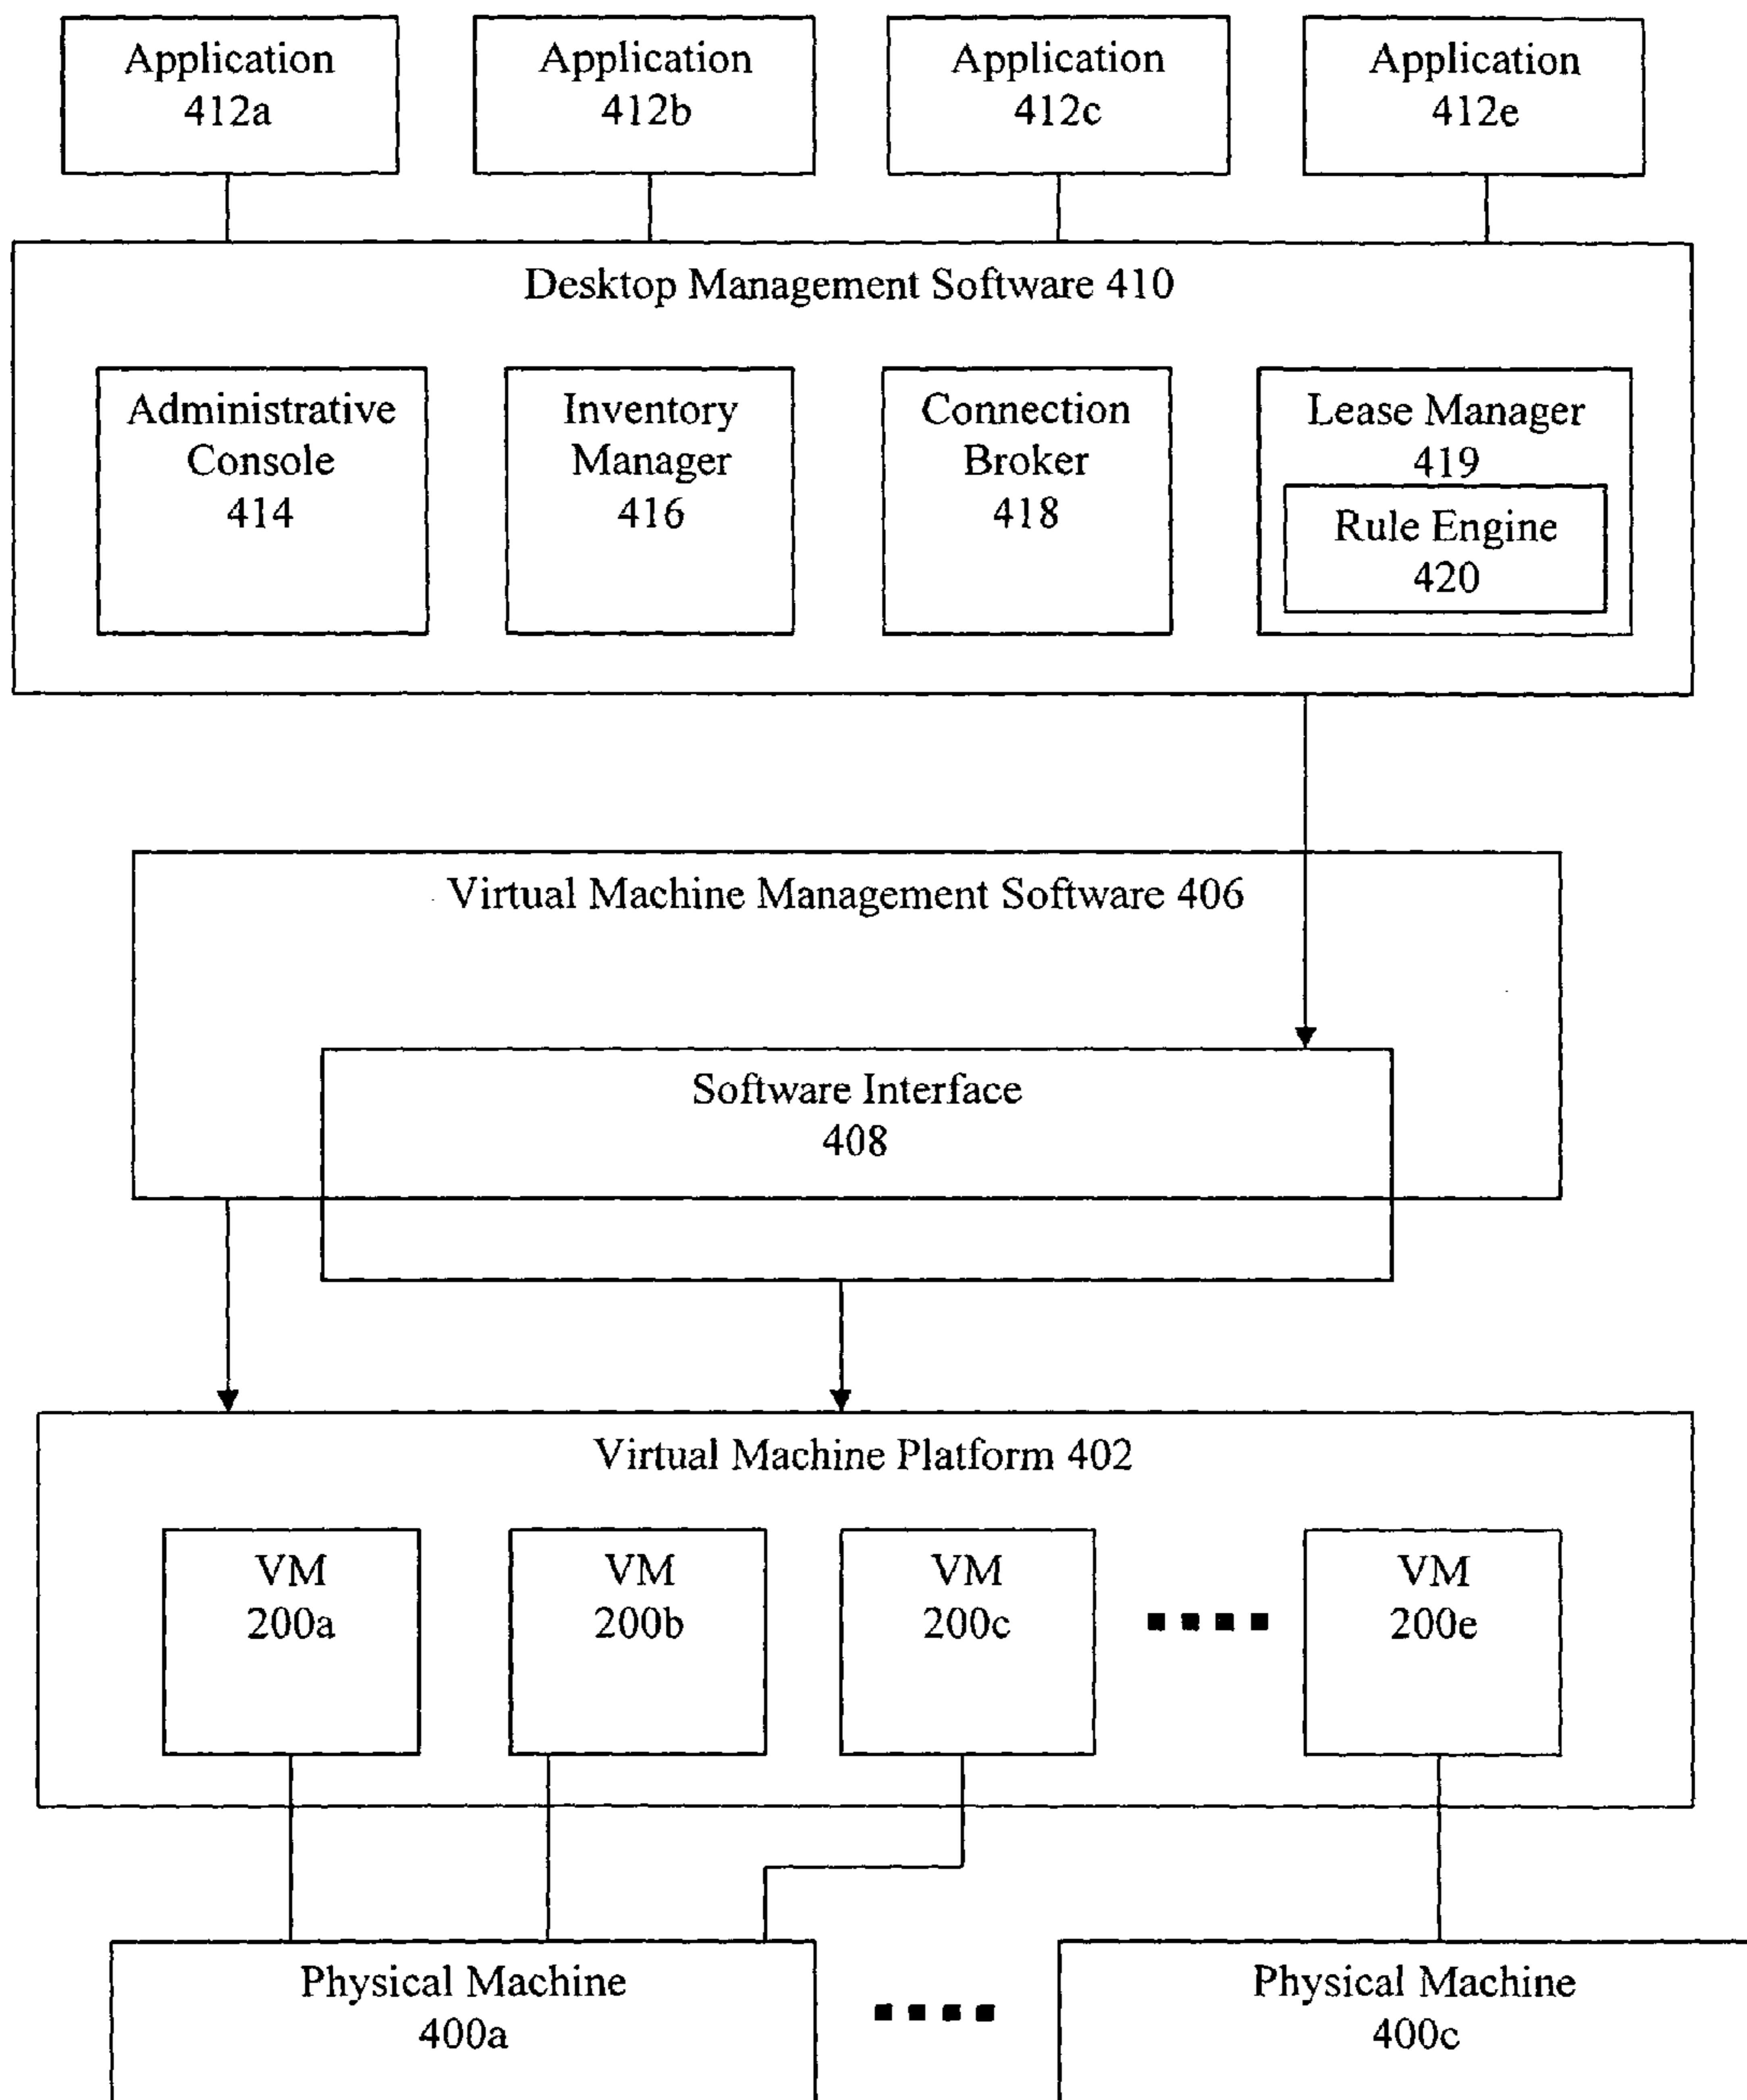 Application
412a
Application
412b
Application
412c
Application
412e
Desktop Management Software 410
Administrative
Console
414
Inventory
Manager
416
Connection
Broker
418
Lease Manager
419
Rule Engine
420
Virtual Machine Management Software 406
Software Interface
408
Virtual Machine Platform 402
VM
200a
VM
200b
VM
200c
VM
200e
Physical Machine
400a
Physical Machine
400c